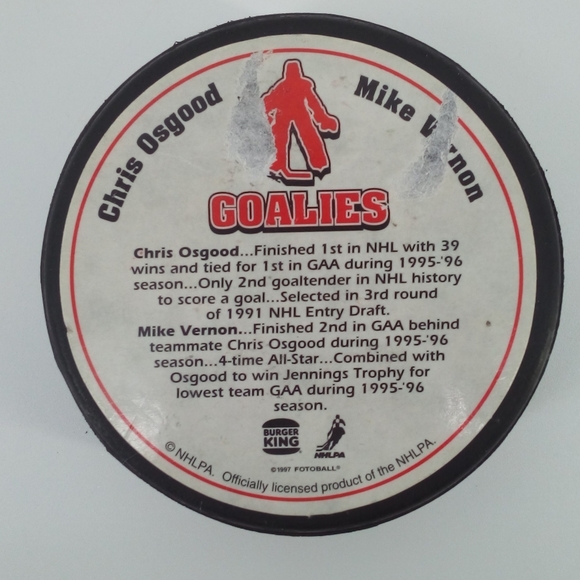 Chris Osgood
Mike Vernon
GOALIES
Chris Osgood...Finished 1st in NHL with 39
wins and tied for 1st in GAA during 1995-'96
season...Only 2nd goaltender in NHL history
to score a goal...Selected in 3rd round
of 1991 NHL Entry Draft.
Mike Vernon...Finished 2nd in GAA behind
teammate Chris Osgood during 1995-'96
season...4-time All-Star...Combined with
Osgood to win Jennings Trophy for
lowest team GAA during 1995-'96
season.
BURGER
KING
NHLPA
©1997 FOTOBALL®
© NHLPA. Officially licensed product of the NHLPA.